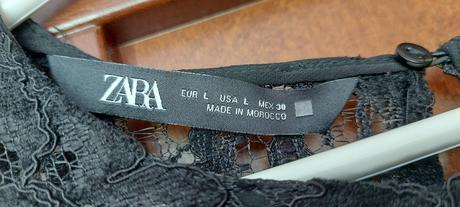 ZARA
EUR L USA L MEX 30
MADE IN MOROCCO